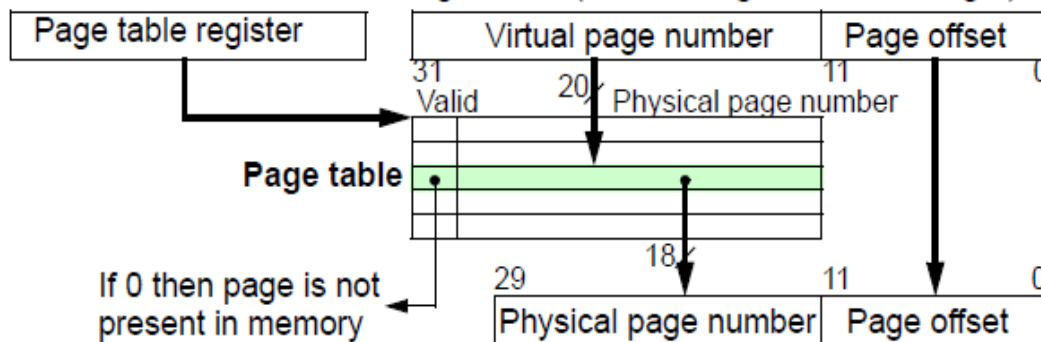 Page table register
Virtual page number
Page offset
31
11
0
Valid
20
Physical page number
Page table
18
If 0 then page is not
present in memory
29
11
0
Physical page number
Page offset